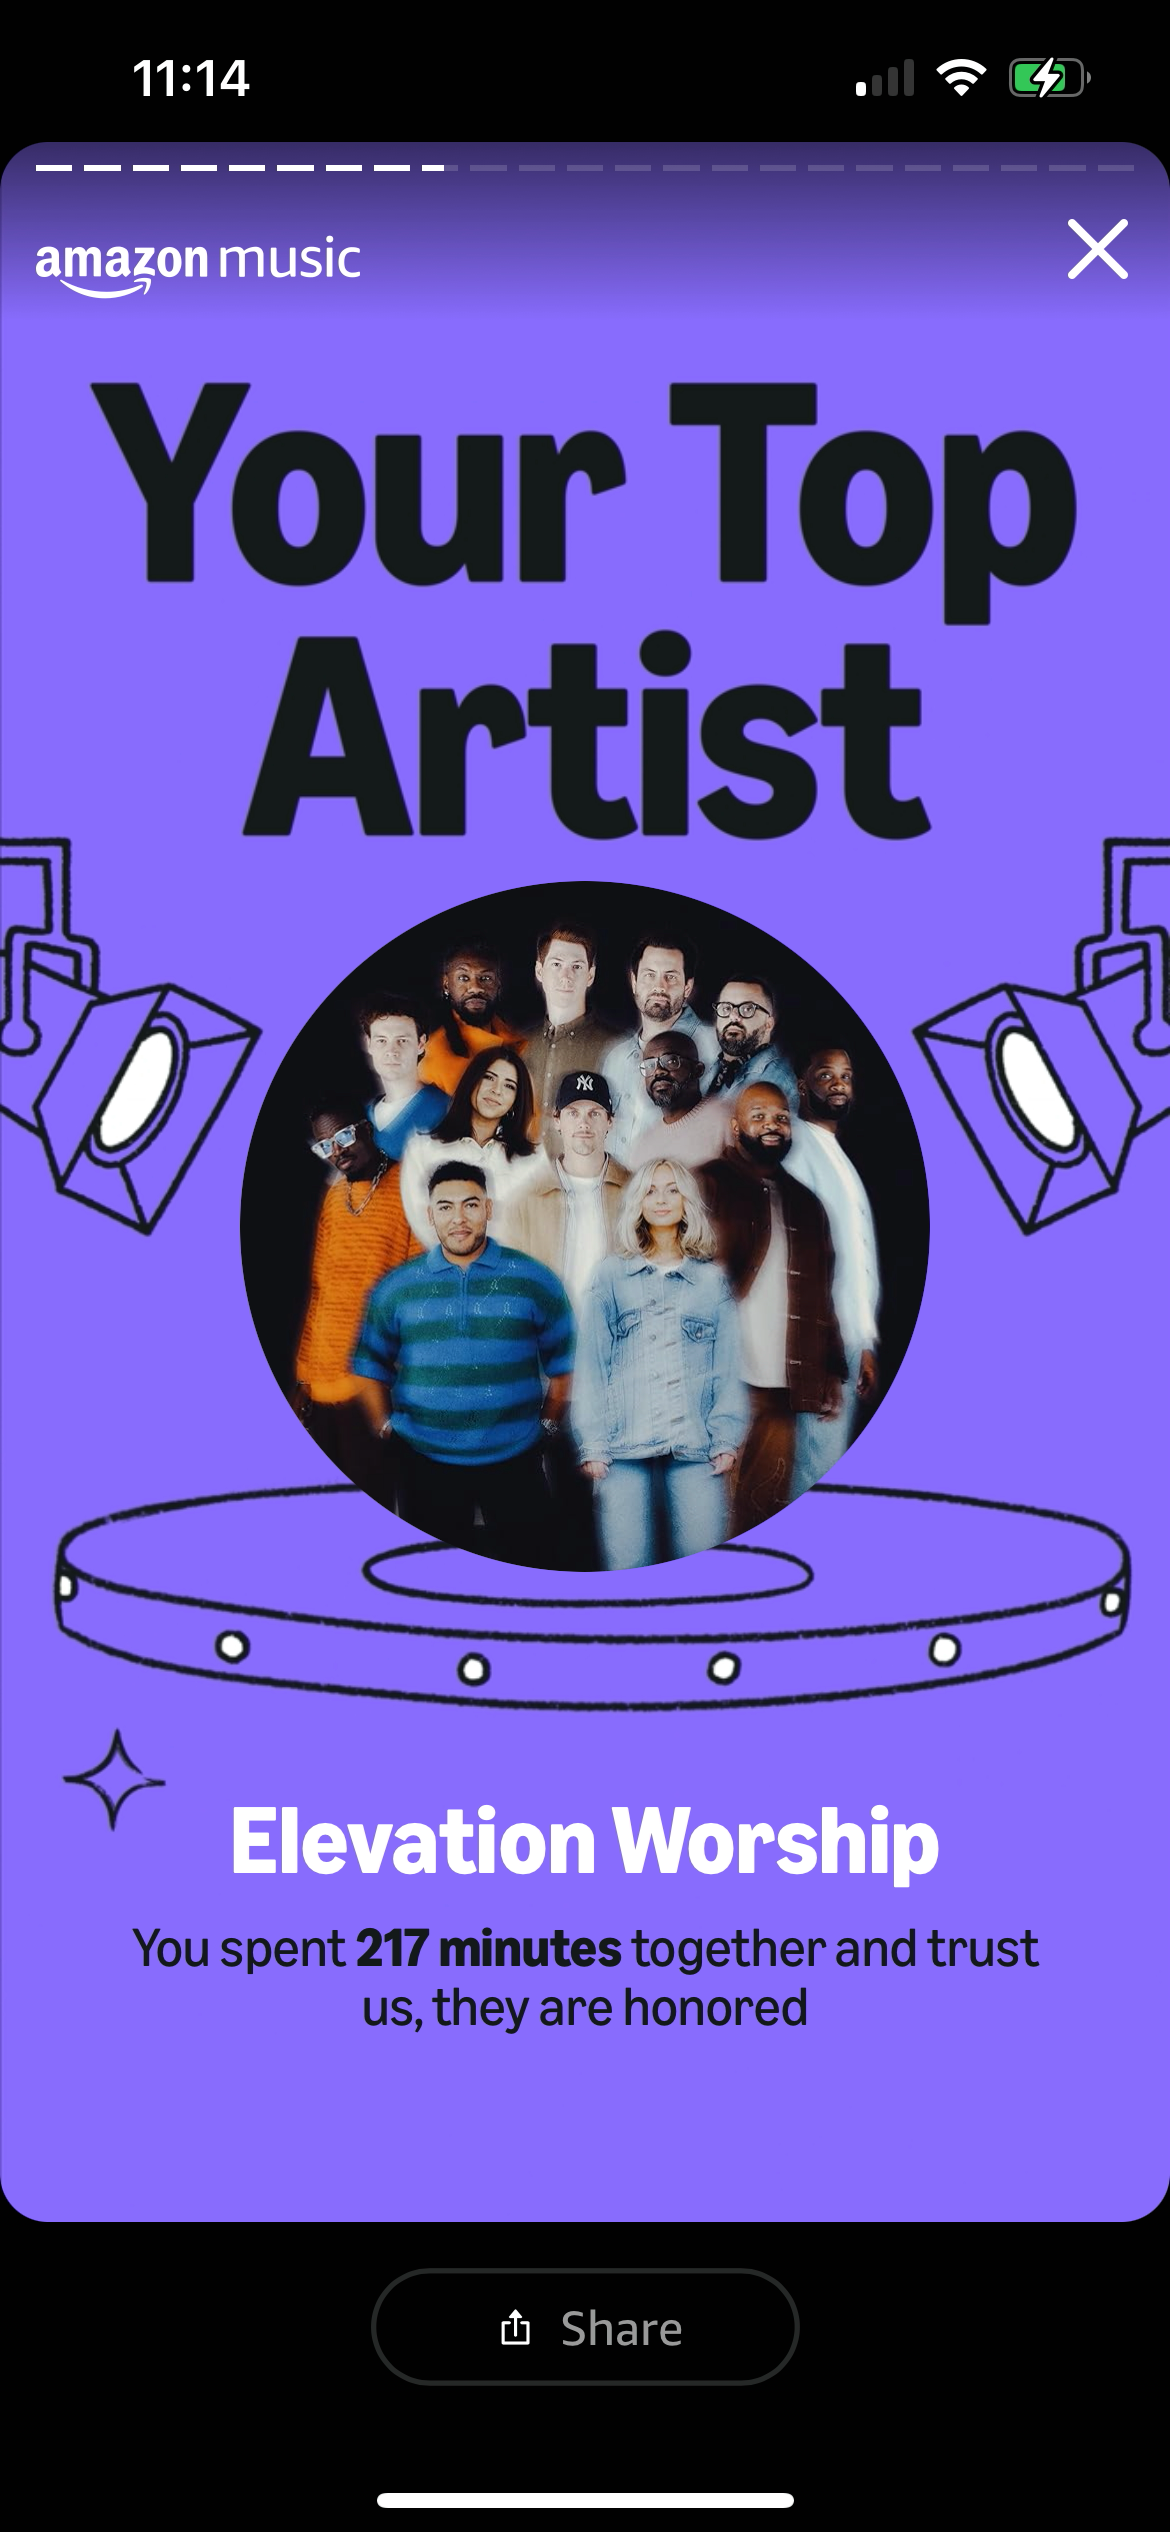 11:14
amazon music
Your Top
Artist
NY
Elevation Worship
You spent 217 minutes together and trust
us, they are honored
Share